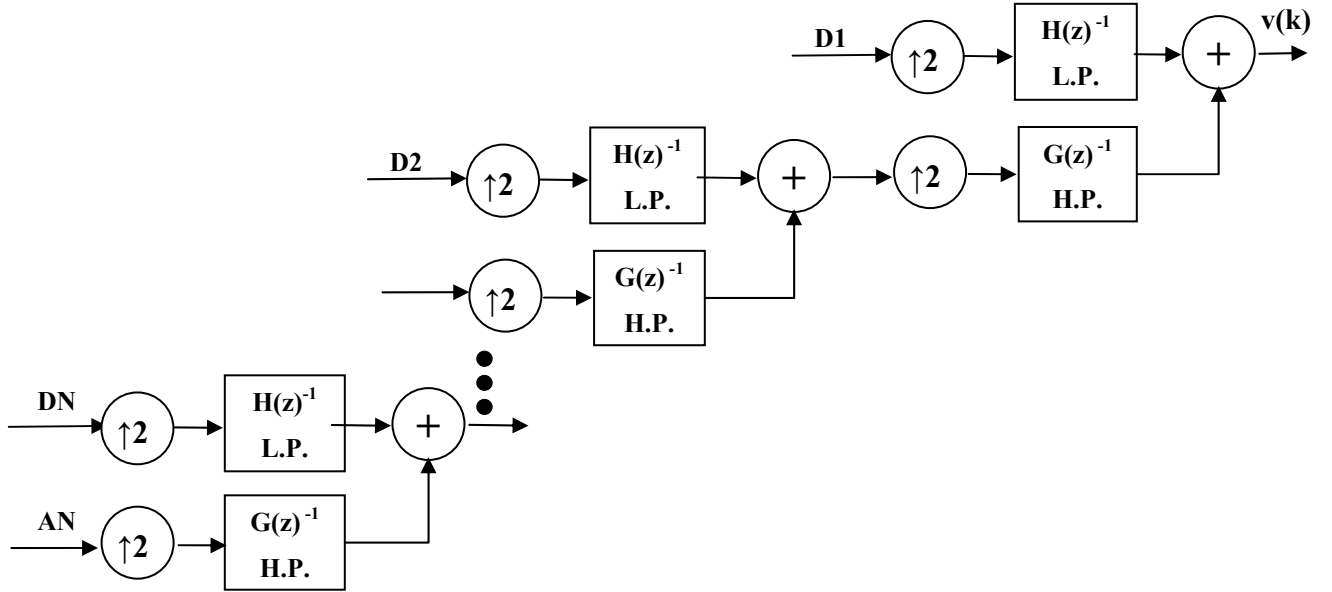 D1
↑2
H(z)⁻¹
L.P.
+
v(k)
D2
↑2
H(z)⁻¹
L.P.
+
↑2
G(z)⁻¹
H.P.
↑2
G(z)⁻¹
H.P.
DN
↑2
H(z)⁻¹
L.P.
+
AN
↑2
G(z)⁻¹
H.P.